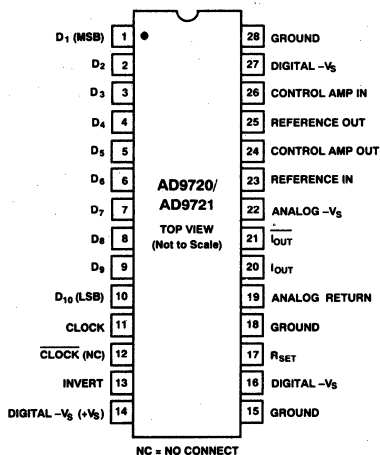 D1 (MSB) 1 28 GROUND
D2 2 27 DIGITAL –VS
D3 3 26 CONTROL AMP IN
D4 4 25 REFERENCE OUT
D5 5 24 CONTROL AMP OUT
D6 6 23 REFERENCE IN
AD9720/
AD9721
TOP VIEW
(Not to Scale)
D7 7 22 ANALOG –VS
D8 8 21 IOUT
D9 9 20 IOUT
D10 (LSB) 10 19 ANALOG RETURN
CLOCK 11 18 GROUND
CLOCK (NC) 12 17 RSET
INVERT 13 16 DIGITAL –VS
DIGITAL –VS (+VS) 14 15 GROUND
NC = NO CONNECT